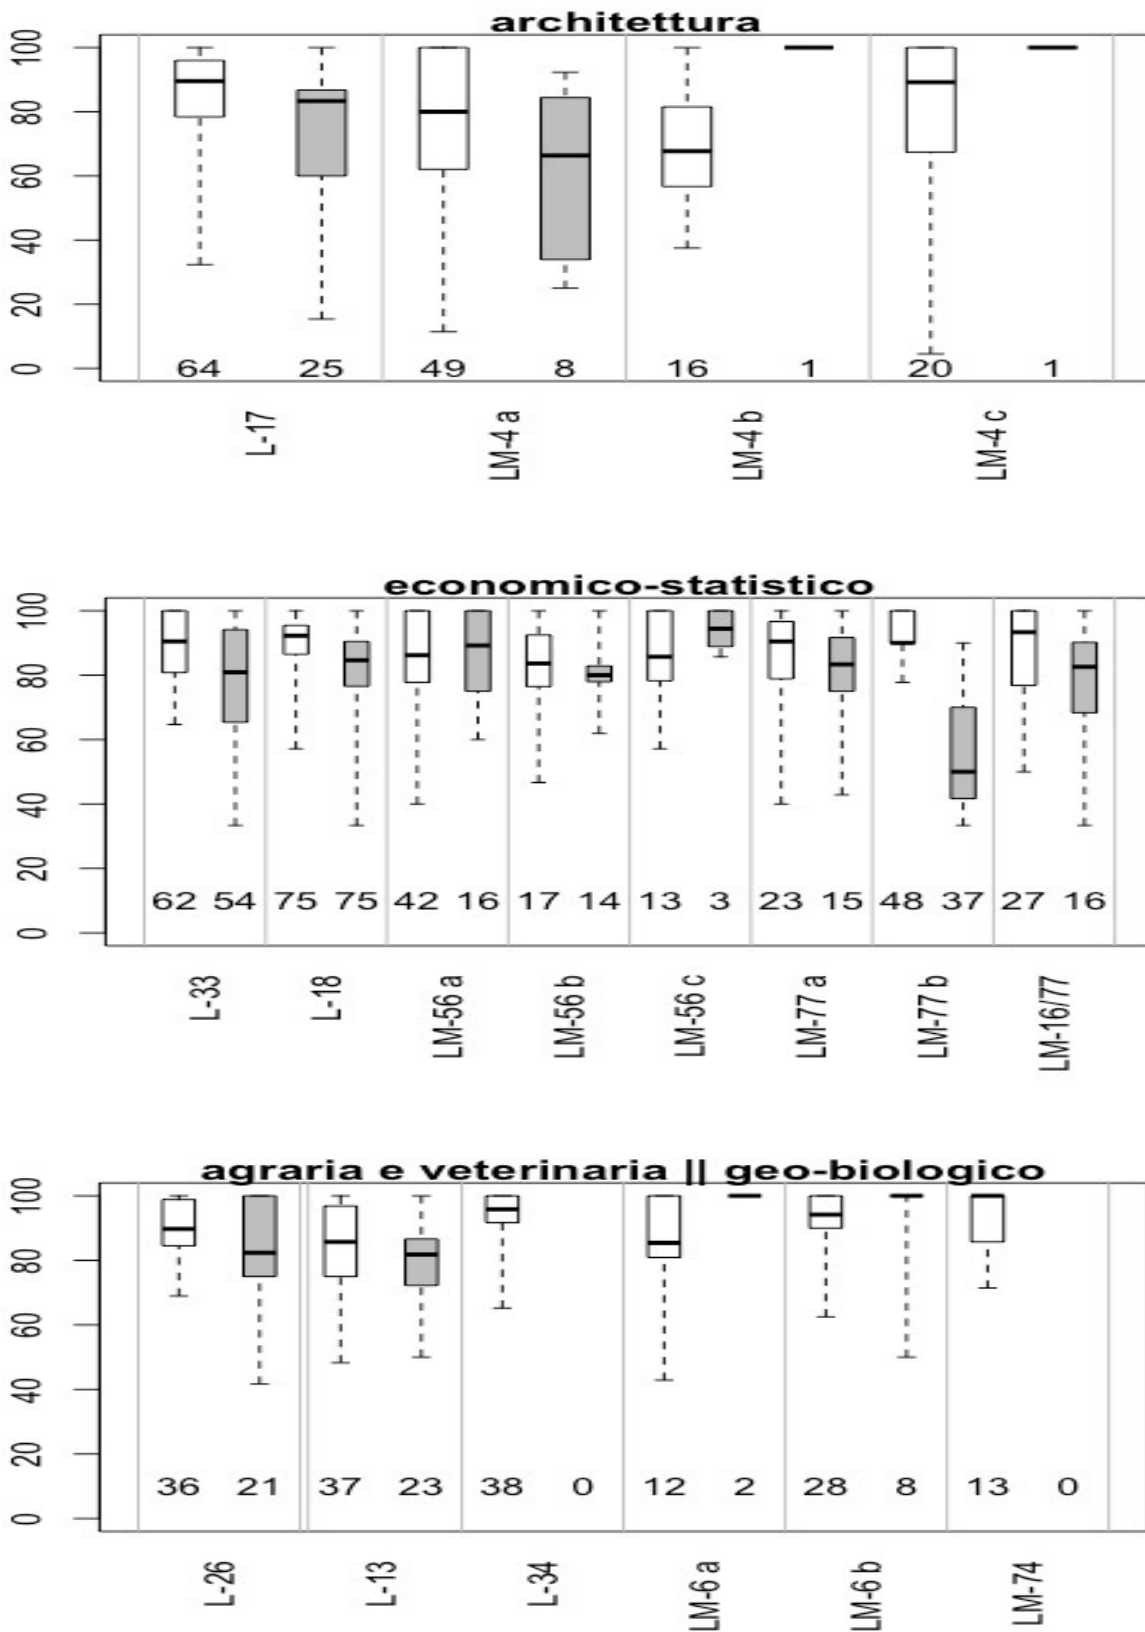 architettura
100
80
60
40
20
0
64 25 49 8 16 1 20 1
L-17 LM-4 a LM-4 b LM-4 c
economico-statistico
100
80
60
40
20
0
62 54 75 75 42 16 17 14 13 3 23 15 48 37 27 16
L-33 L-18 LM-56 a LM-56 b LM-56 c LM-77 a LM-77 b LM-16/77
agraria e veterinaria || geo-biologico
100
80
60
40
20
0
36 21 37 23 38 0 12 2 28 8 13 0
L-26 L-13 L-34 LM-6 a LM-6 b LM-74